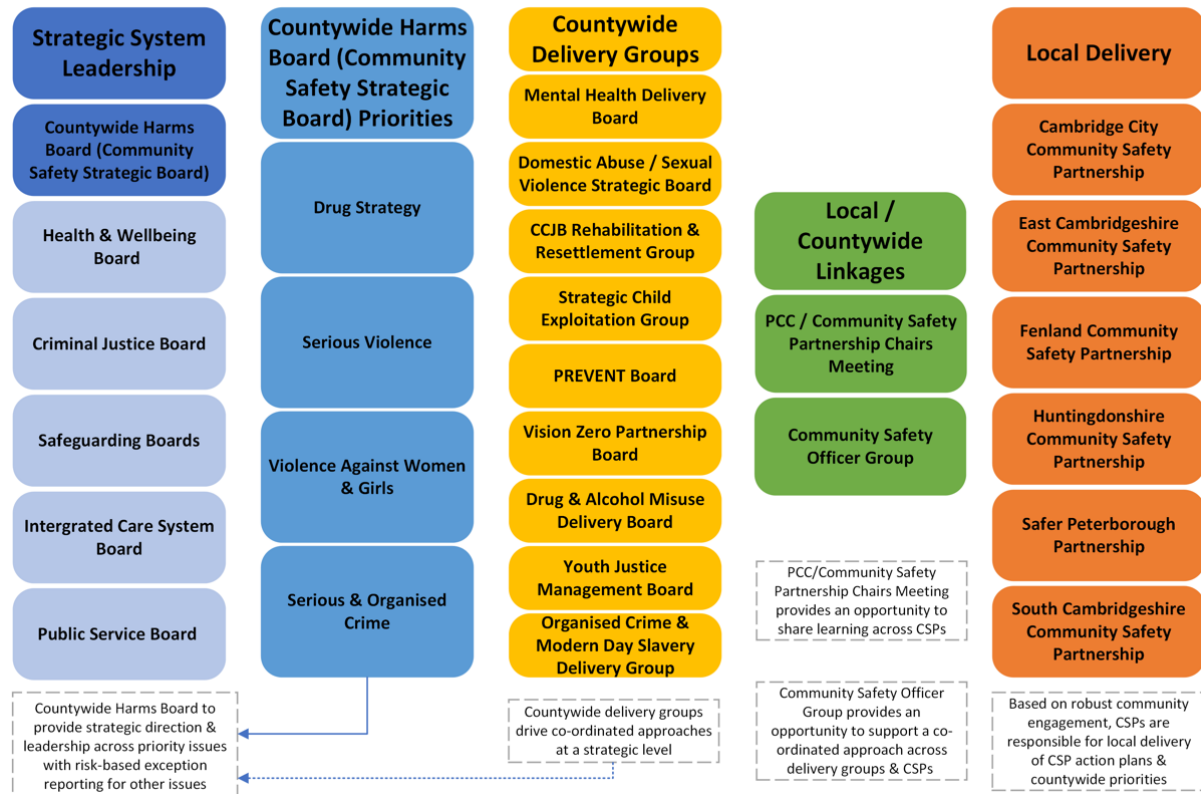 Strategic System
Leadership
Countywide Harms
Board (Community
Safety Strategic Board)
Health & Wellbeing
Board
Criminal Justice Board
Safeguarding Boards
Intergrated Care System
Board
Public Service Board
Countywide Harms Board to
provide strategic direction &
leadership across priority issues
with risk-based exception
reporting for other issues
Countywide Harms
Board (Community
Safety Strategic
Board) Priorities
Drug Strategy
Serious Violence
Violence Against Women
& Girls
Serious & Organised
Crime
Countywide
Delivery Groups
Mental Health Delivery
Board
Domestic Abuse / Sexual
Violence Strategic Board
CCJB Rehabilitation &
Resettlement Group
Strategic Child
Exploitation Group
PREVENT Board
Vision Zero Partnership
Board
Drug & Alcohol Misuse
Delivery Board
Youth Justice
Management Board
Organised Crime &
Modern Day Slavery
Delivery Group
Countywide delivery groups
drive co-ordinated approaches
at a strategic level
Local /
Countywide
Linkages
PCC / Community Safety
Partnership Chairs
Meeting
Community Safety
Officer Group
PCC/Community Safety
Partnership Chairs Meeting
provides an opportunity to
share learning across CSPs
Community Safety Officer
Group provides an
opportunity to support a co-
ordinated approach across
delivery groups & CSPs
Local Delivery
Cambridge City
Community Safety
Partnership
East Cambridgeshire
Community Safety
Partnership
Fenland Community
Safety Partnership
Huntingdonshire
Community Safety
Partnership
Safer Peterborough
Partnership
South Cambridgeshire
Community Safety
Partnership
Based on robust community
engagement, CSPs are
responsible for local delivery
of CSP action plans &
countywide priorities